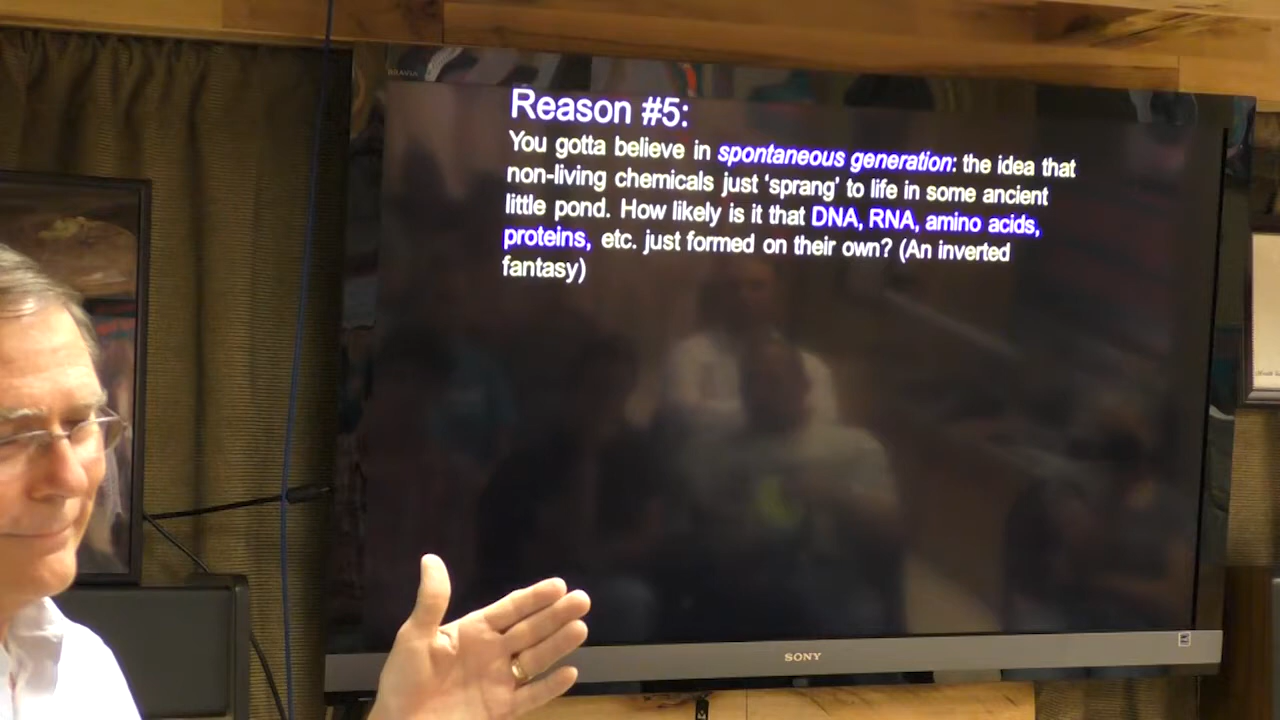 BRAVIA
Reason #5:
You gotta believe in spontaneous generation: the idea that
non-living chemicals just ‘sprang’ to life in some ancient
little pond. How likely is it that DNA, RNA, amino acids,
proteins, etc. just formed on their own? (An inverted
fantasy)
SONY